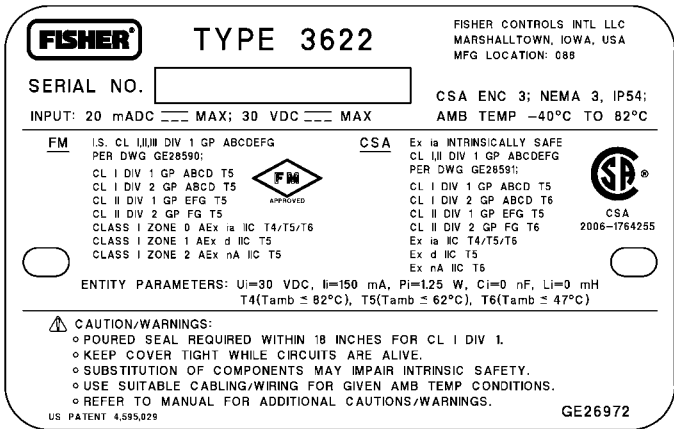 FISHER®
TYPE 3622
FISHER CONTROLS INTL LLC
MARSHALLTOWN, IOWA, USA
MFG LOCATION: 088
SERIAL NO.
CSA ENC 3; NEMA 3, IP54;
INPUT: 20 mADC ⎓ MAX; 30 VDC ⎓ MAX
AMB TEMP -40°C TO 82°C
FM
I.S. CL I,II,III DIV 1 GP ABCDEFG
PER DWG GE28590;
CL I DIV 1 GP ABCD T5
CL I DIV 2 GP ABCD T5
CL II DIV 1 GP EFG T5
CL II DIV 2 GP FG T5
CLASS I ZONE 0 AEx ia IIC T4/T5/T6
CLASS I ZONE 1 AEx d IIC T5
CLASS I ZONE 2 AEx nA IIC T5
FM
APPROVED
CSA
Ex ia INTRINSICALLY SAFE
CL I,II DIV 1 GP ABCDEFG
PER DWG GE28591;
CL I DIV 1 GP ABCD T5
CL I DIV 2 GP ABCD T6
CL II DIV 1 GP EFG T5
CL II DIV 2 GP FG T6
Ex ia IIC T4/T5/T6
Ex d IIC T5
Ex nA IIC T6
SA®
CSA
2006-1764255
ENTITY PARAMETERS: Ui=30 VDC, Ii=150 mA, Pi=1.25 W, Ci=0 nF, Li=0 mH
T4(Tamb ≤ 82°C), T5(Tamb ≤ 62°C), T6(Tamb ≤ 47°C)
CAUTION/WARNINGS:
POURED SEAL REQUIRED WITHIN 18 INCHES FOR CL I DIV 1.
KEEP COVER TIGHT WHILE CIRCUITS ARE ALIVE.
SUBSTITUTION OF COMPONENTS MAY IMPAIR INTRINSIC SAFETY.
USE SUITABLE CABLING/WIRING FOR GIVEN AMB TEMP CONDITIONS.
REFER TO MANUAL FOR ADDITIONAL CAUTIONS/WARNINGS.
US PATENT 4,595,029
GE26972